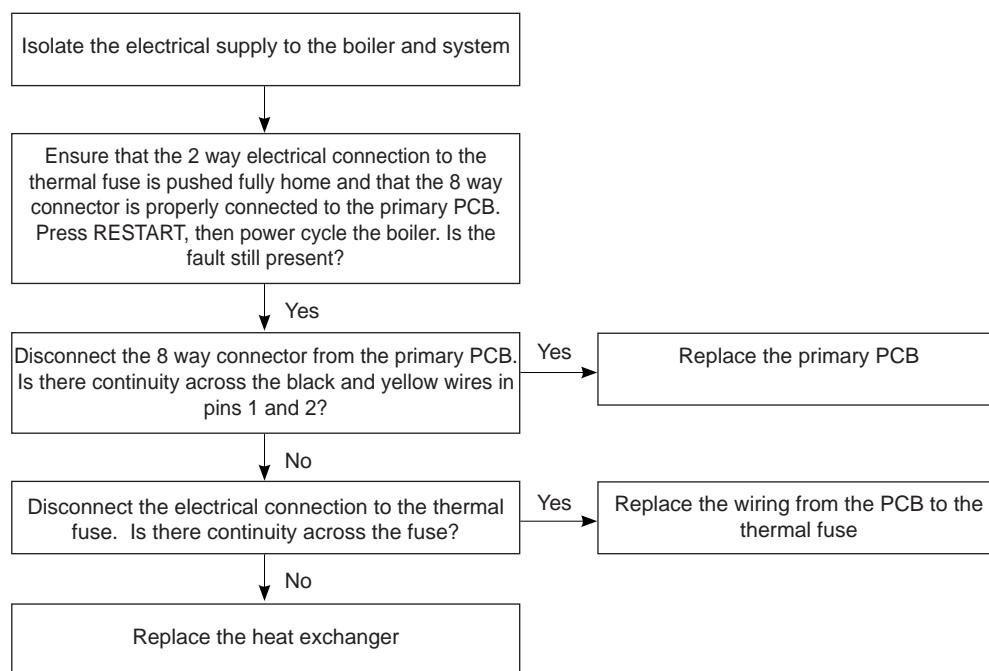 Isolate the electrical supply to the boiler and system
Ensure that the 2 way electrical connection to the
thermal fuse is pushed fully home and that the 8 way
connector is properly connected to the primary PCB.
Press RESTART, then power cycle the boiler. Is the
fault still present?
Yes
Disconnect the 8 way connector from the primary PCB.
Is there continuity across the black and yellow wires in
pins 1 and 2?
Yes
Replace the primary PCB
No
Disconnect the electrical connection to the thermal
fuse.  Is there continuity across the fuse?
Yes
Replace the wiring from the PCB to the
thermal fuse
No
Replace the heat exchanger